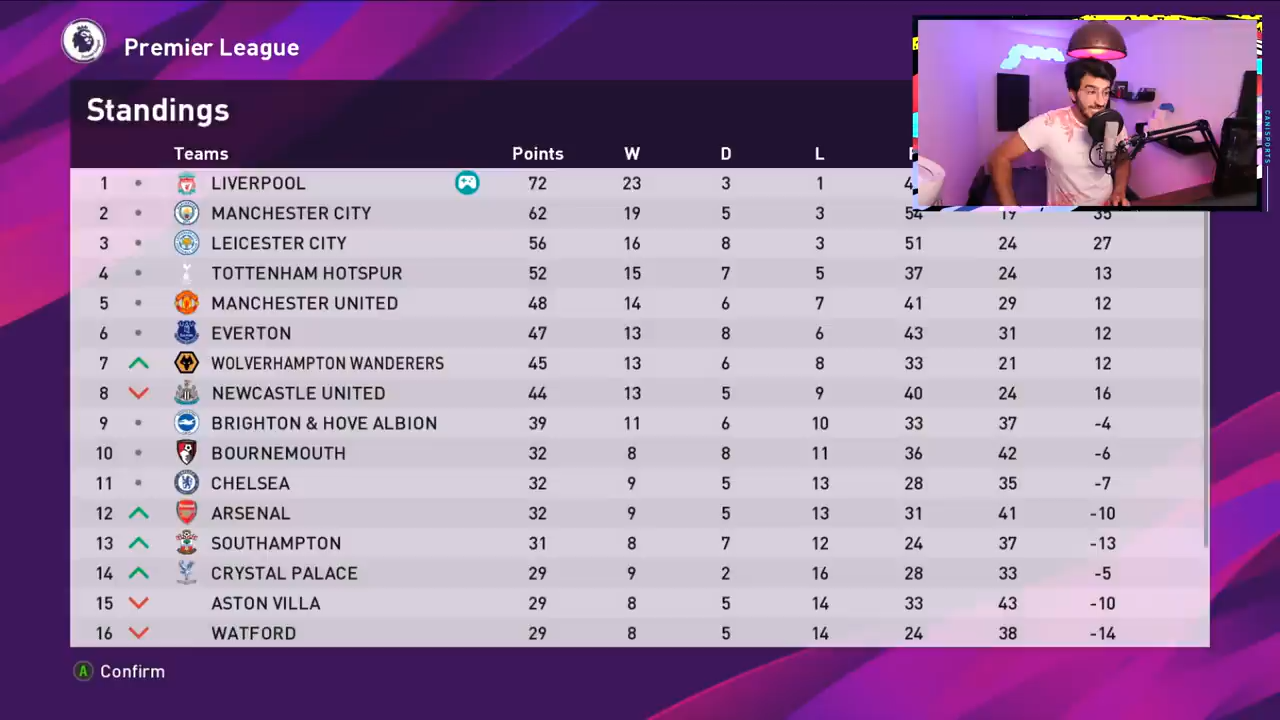 Premier League
Standings
Teams Points W D L
1 LIVERPOOL 72 23 3 1
2 MANCHESTER CITY 62 19 5 3 54 19 35
3 LEICESTER CITY 56 16 8 3 51 24 27
4 TOTTENHAM HOTSPUR 52 15 7 5 37 24 13
5 MANCHESTER UNITED 48 14 6 7 41 29 12
6 EVERTON 47 13 8 6 43 31 12
7 WOLVERHAMPTON WANDERERS 45 13 6 8 33 21 12
8 NEWCASTLE UNITED 44 13 5 9 40 24 16
9 BRIGHTON & HOVE ALBION 39 11 6 10 33 37 -4
10 BOURNEMOUTH 32 8 8 11 36 42 -6
11 CHELSEA 32 9 5 13 28 35 -7
12 ARSENAL 32 9 5 13 31 41 -10
13 SOUTHAMPTON 31 8 7 12 24 37 -13
14 CRYSTAL PALACE 29 9 2 16 28 33 -5
15 ASTON VILLA 29 8 5 14 33 43 -10
16 WATFORD 29 8 5 14 24 38 -14
A Confirm
CANISPORTS